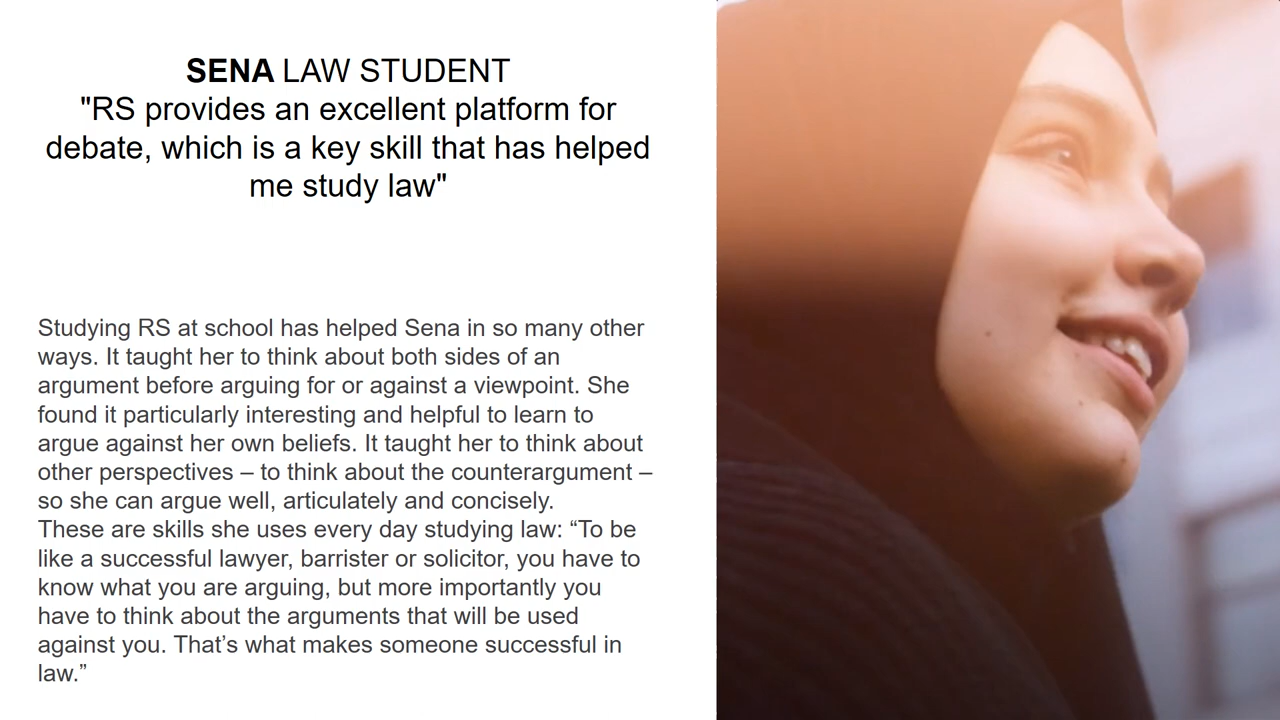 SENA LAW STUDENT
"RS provides an excellent platform for
debate, which is a key skill that has helped
me study law"
Studying RS at school has helped Sena in so many other
ways. It taught her to think about both sides of an
argument before arguing for or against a viewpoint. She
found it particularly interesting and helpful to learn to
argue against her own beliefs. It taught her to think about
other perspectives – to think about the counterargument –
so she can argue well, articulately and concisely.
These are skills she uses every day studying law: “To be
like a successful lawyer, barrister or solicitor, you have to
know what you are arguing, but more importantly you
have to think about the arguments that will be used
against you. That’s what makes someone successful in
law.”